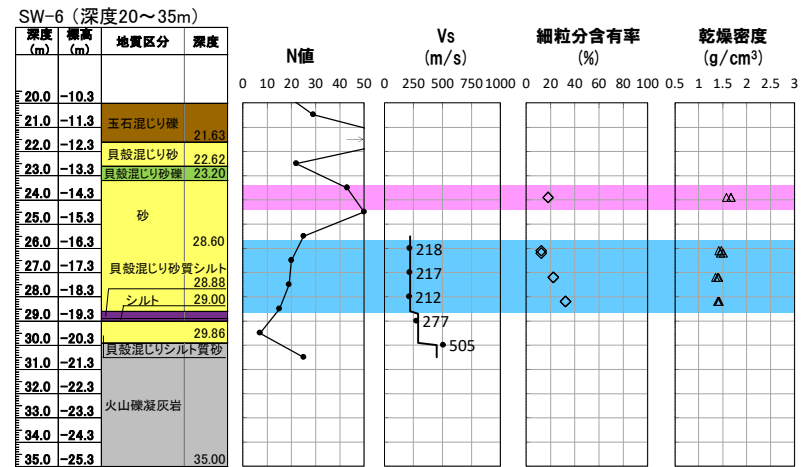 SW-6（深度20～35m）
深度
(m)
標高
(m)
地質区分
深度
N値
Vs
(m/s)
細粒分含有率
(%)
乾燥密度
(g/cm³)
0 10 20 30 40 50
0 250 500 750 1000
0 20 40 60 80 100
0.5 1 1.5 2 2.5 3
20.0 -10.3
21.0 -11.3
玉石混じり礫
21.63
22.0 -12.3
貝殻混じり砂 22.62
23.0 -13.3
貝殻混じり砂礫 23.20
24.0 -14.3
25.0 -15.3
砂
26.0 -16.3
28.60
218
27.0 -17.3
貝殻混じり砂質シルト
217
28.88
28.0 -18.3
シルト 29.00
212
29.0 -19.3
277
29.86
30.0 -20.3
貝殻混じりシルト質砂
505
31.0 -21.3
32.0 -22.3
33.0 -23.3
火山礫凝灰岩
34.0 -24.3
35.0 -25.3
35.00